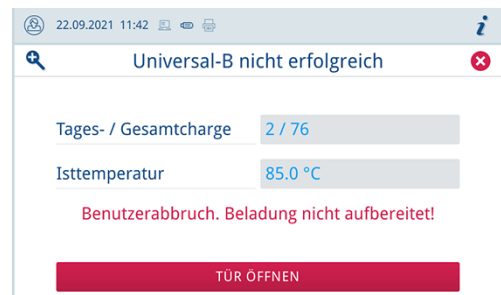 22.09.2021 11:42
Universal-B nicht erfolgreich
Tages- / Gesamtcharge 2 / 76
Isttemperatur 85.0 °C
Benutzerabbruch. Beladung nicht aufbereitet!
TÜR ÖFFNEN